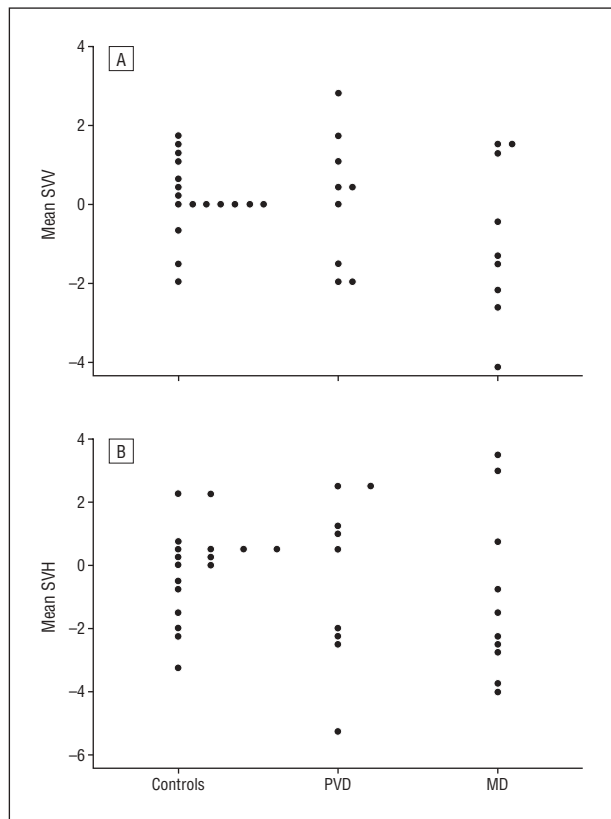 A
4
2
0
–2
–4
Mean SVV
B
4
2
0
–2
–4
–6
Mean SVH
Controls PVD MD